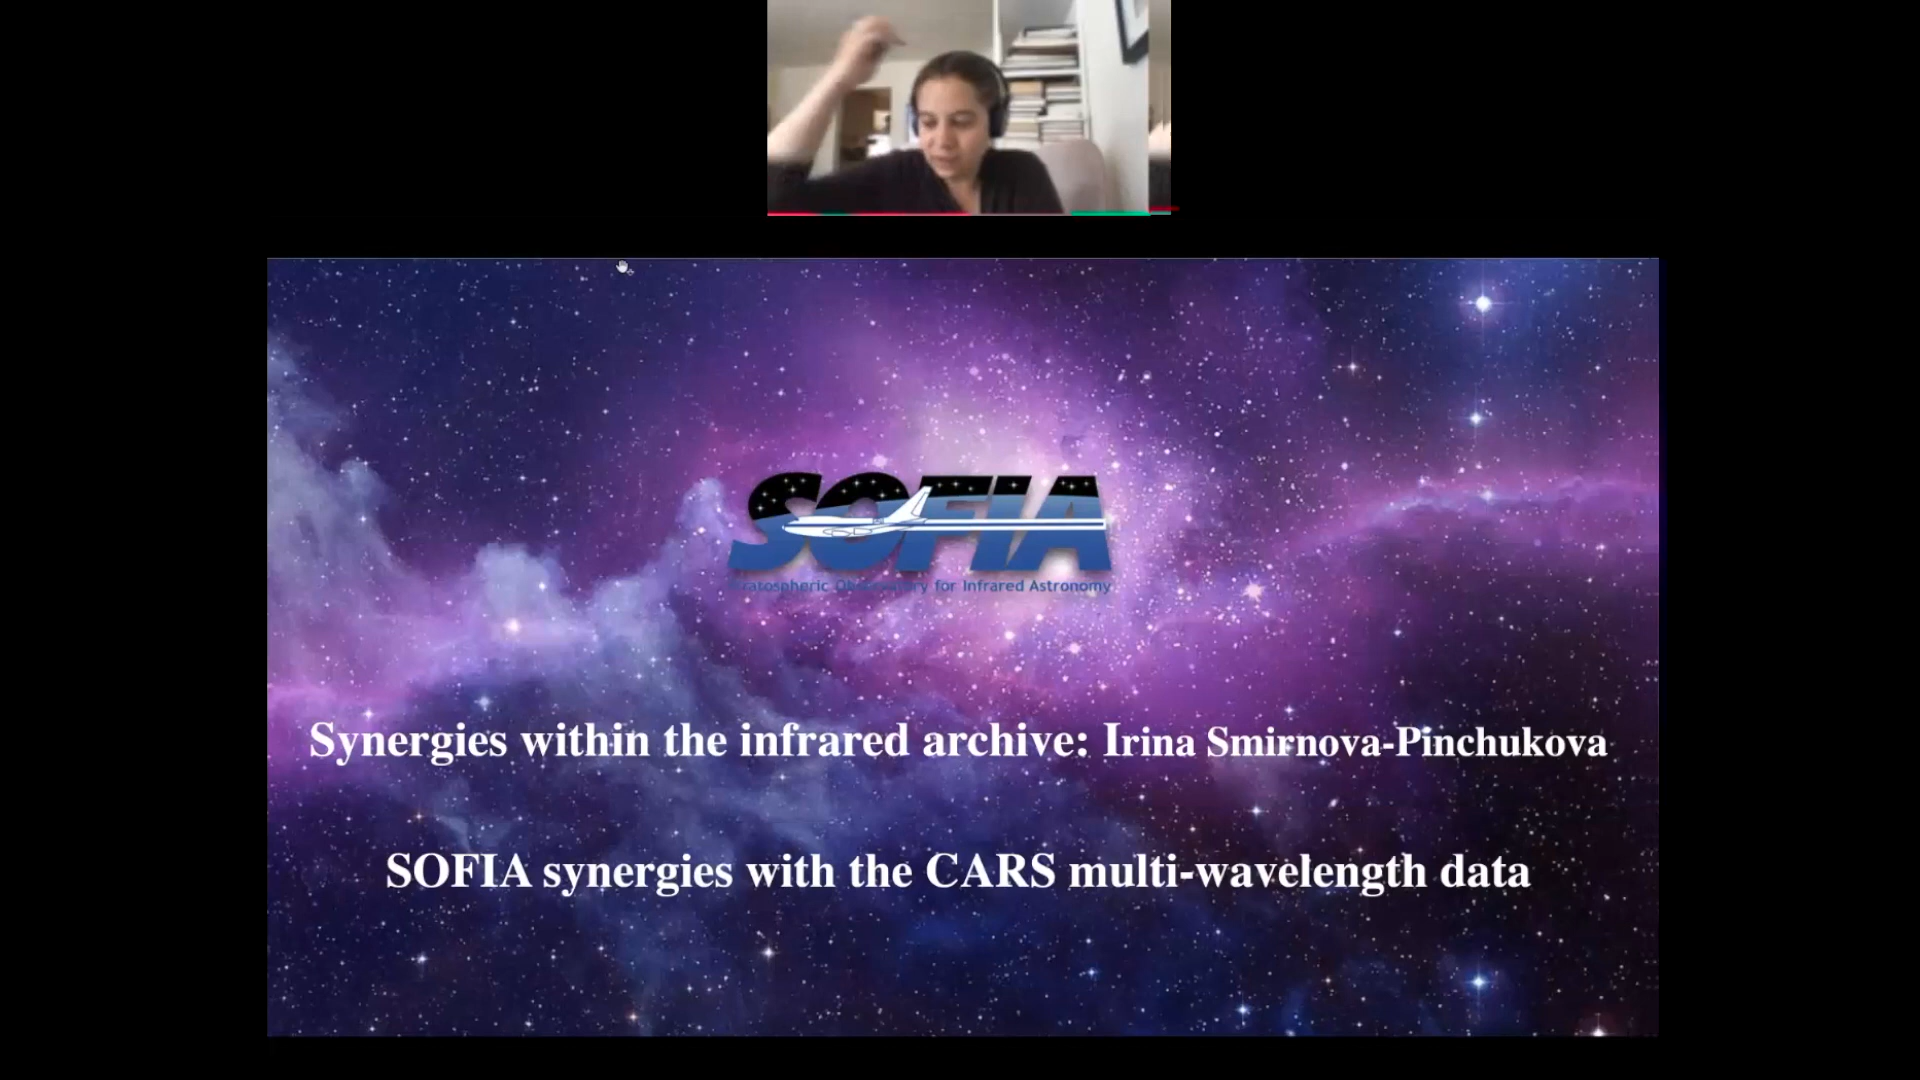 SOFIA
Stratospheric Observatory for Infrared Astronomy
Synergies within the infrared archive: Irina Smirnova-Pinchukova
SOFIA synergies with the CARS multi-wavelength data